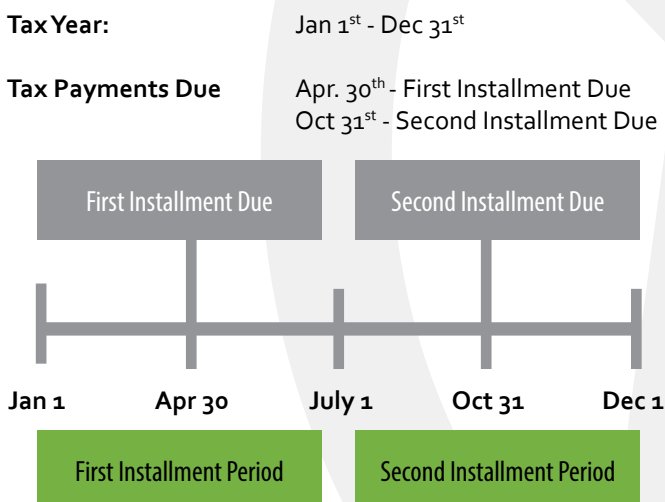 Tax Year: Jan 1st - Dec 31st
Tax Payments Due Apr. 30th - First Installment Due
Oct 31st - Second Installment Due
First Installment Due Second Installment Due
Jan 1 Apr 30 July 1 Oct 31 Dec 1
First Installment Period Second Installment Period